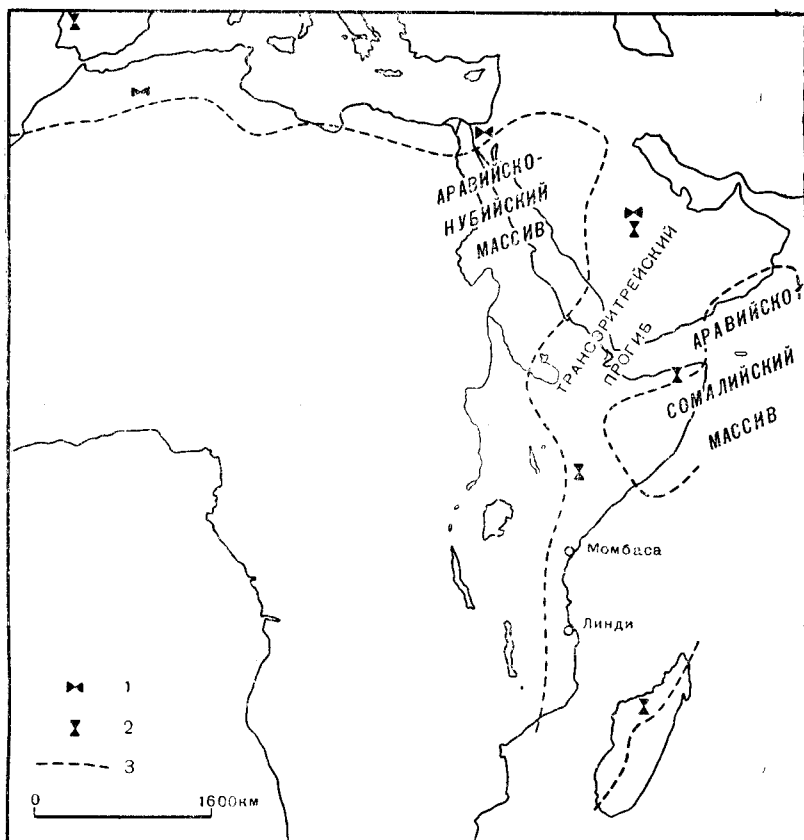 АРАВИЙСКО-
НУБИЙСКИЙ
МАССИВ
ТРАНСЭРИТРЕЙСКИЙ
ПРОГИБ
АРАВИЙСКО-
СОМАЛИЙСКИЙ
МАССИВ
Момбаса
Линди
1
2
3
0 1600км